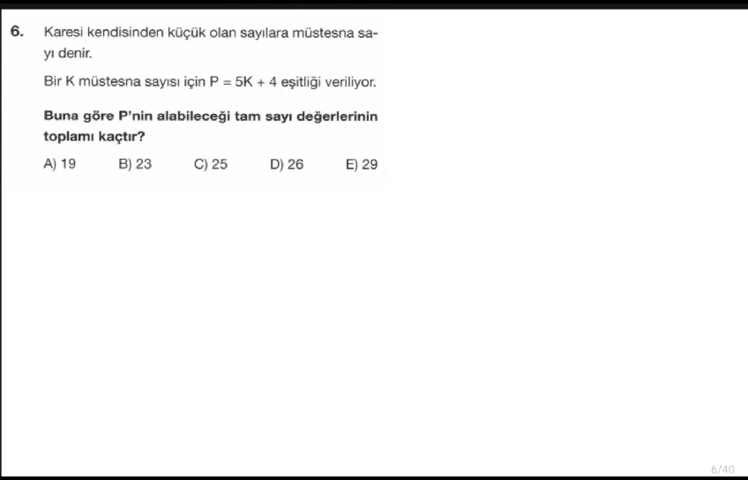 6. Karesi kendisinden küçük olan sayılara müstesna sa-
yı denir.
Bir K müstesna sayısı için P = 5K + 4 eşitliği veriliyor.
Buna göre P'nin alabileceği tam sayı değerlerinin
toplamı kaçtır?
A) 19 B) 23 C) 25 D) 26 E) 29
6/40